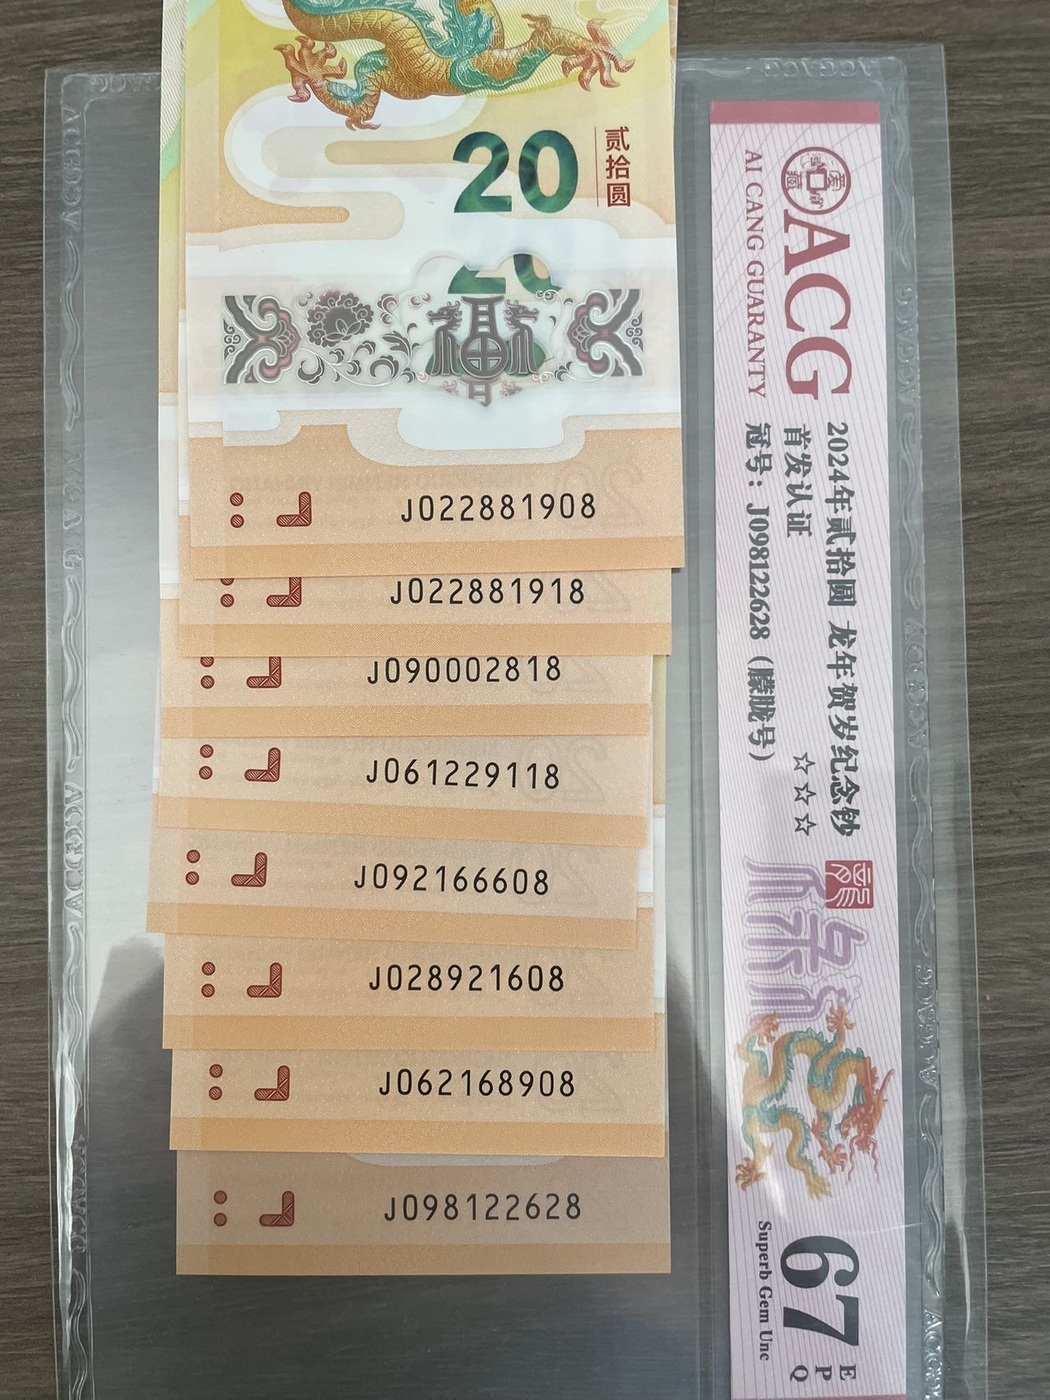 20
贰拾圆
20
福
J022881908
J022881918
J090002818
J061229118
J092166608
J028921608
J062168908
J098122628
ACG
AI CANG GUARANTY
2024年贰拾圆 龙年贺岁纪念钞
首发认证 ☆☆☆
冠号：J098122628（朦胧号）
67 EPQ
Superb Gem Unc